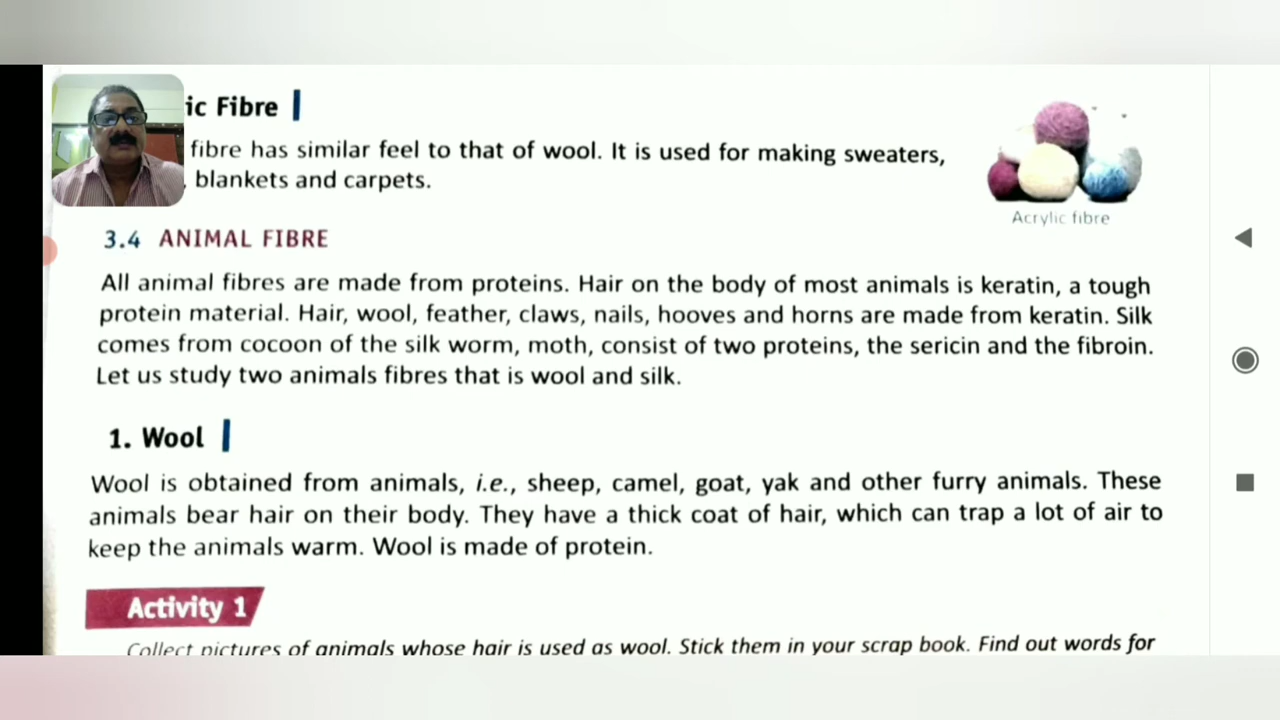 ic Fibre
fibre has similar feel to that of wool. It is used for making sweaters,
, blankets and carpets.
Acrylic fibre
3.4 ANIMAL FIBRE
All animal fibres are made from proteins. Hair on the body of most animals is keratin, a tough
protein material. Hair, wool, feather, claws, nails, hooves and horns are made from keratin. Silk
comes from cocoon of the silk worm, moth, consist of two proteins, the sericin and the fibroin.
Let us study two animals fibres that is wool and silk.
1. Wool
Wool is obtained from animals, i.e., sheep, camel, goat, yak and other furry animals. These
animals bear hair on their body. They have a thick coat of hair, which can trap a lot of air to
keep the animals warm. Wool is made of protein.
Activity 1
Collect pictures of animals whose hair is used as wool. Stick them in your scrap book. Find out words for